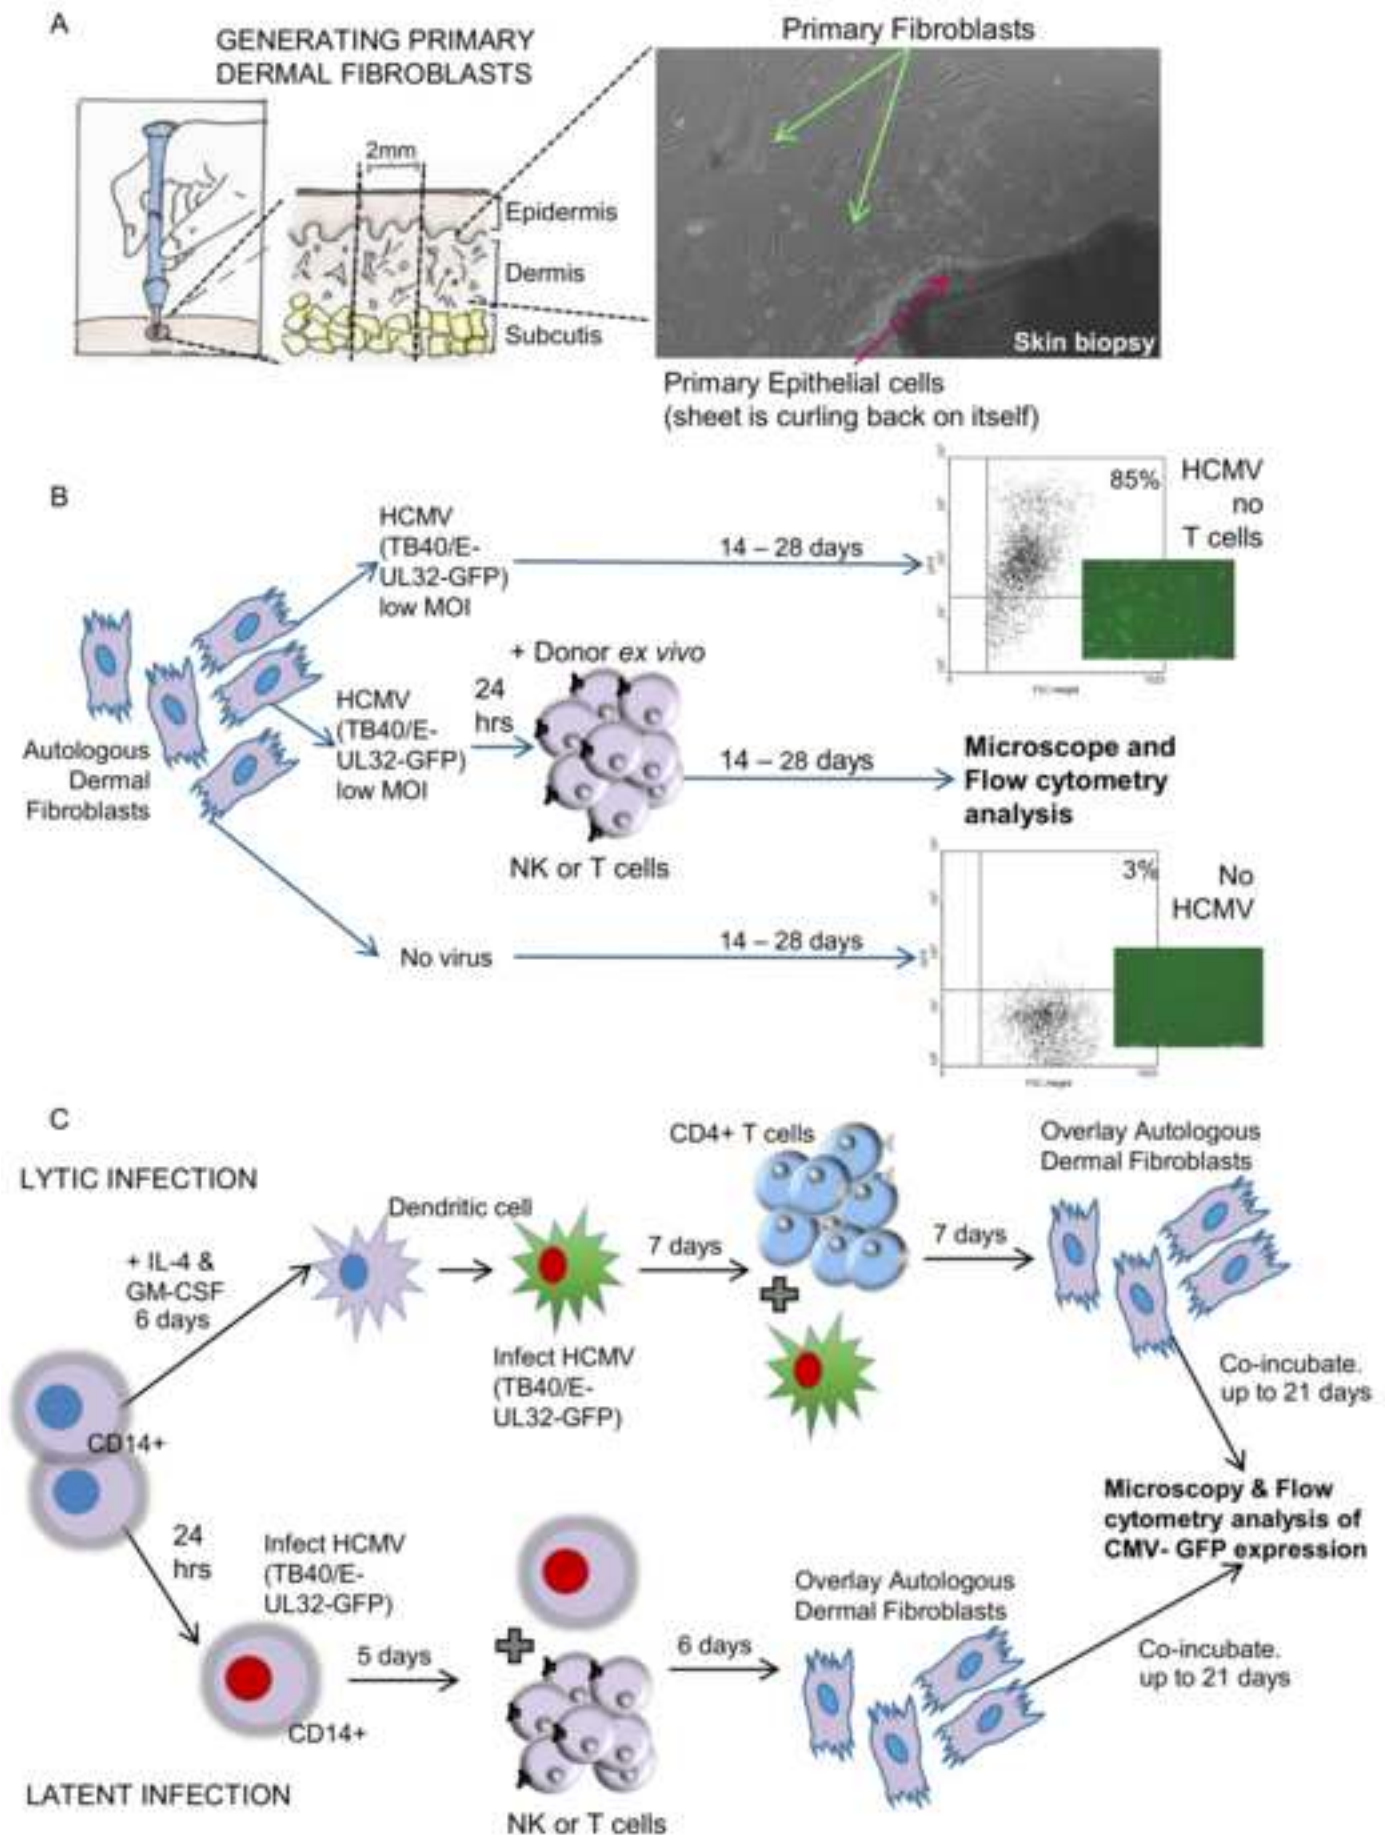 A
GENERATING PRIMARY
DERMAL FIBROBLASTS
2mm
Epidermis
Dermis
Subcutis
Primary Fibroblasts
Skin biopsy
Primary Epithelial cells
(sheet is curling back on itself)
B
Autologous
Dermal
Fibroblasts
HCMV
(TB40/E-
UL32-GFP)
low MOI
14 – 28 days
85%
HCMV
no
T cells
HCMV
(TB40/E-
UL32-GFP)
low MOI
24
hrs
+ Donor ex vivo
NK or T cells
14 – 28 days
Microscope and
Flow cytometry
analysis
No virus
14 – 28 days
3%
No
HCMV
C
LYTIC INFECTION
+ IL-4 &
GM-CSF
6 days
Dendritic cell
Infect HCMV
(TB40/E-
UL32-GFP)
7 days
CD4+ T cells
7 days
Overlay Autologous
Dermal Fibroblasts
Co-incubate.
up to 21 days
CD14+
Microscopy & Flow
cytometry analysis of
CMV- GFP expression
24
hrs
Infect HCMV
(TB40/E-
UL32-GFP)
CD14+
5 days
NK or T cells
6 days
Overlay Autologous
Dermal Fibroblasts
Co-incubate.
up to 21 days
LATENT INFECTION